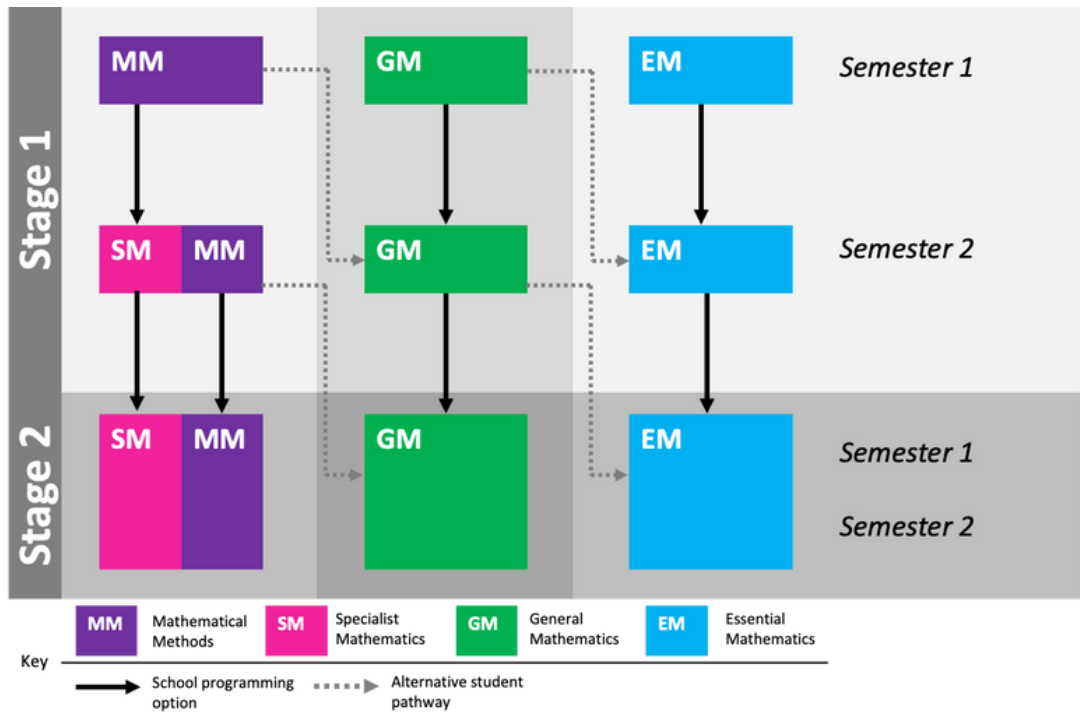 Stage 1
MM
GM
EM
Semester 1
SM
MM
GM
EM
Semester 2
Stage 2
SM
MM
GM
EM
Semester 1
Semester 2
Key
MM
Mathematical
Methods
SM
Specialist
Mathematics
GM
General
Mathematics
EM
Essential
Mathematics
School programming
option
Alternative student
pathway